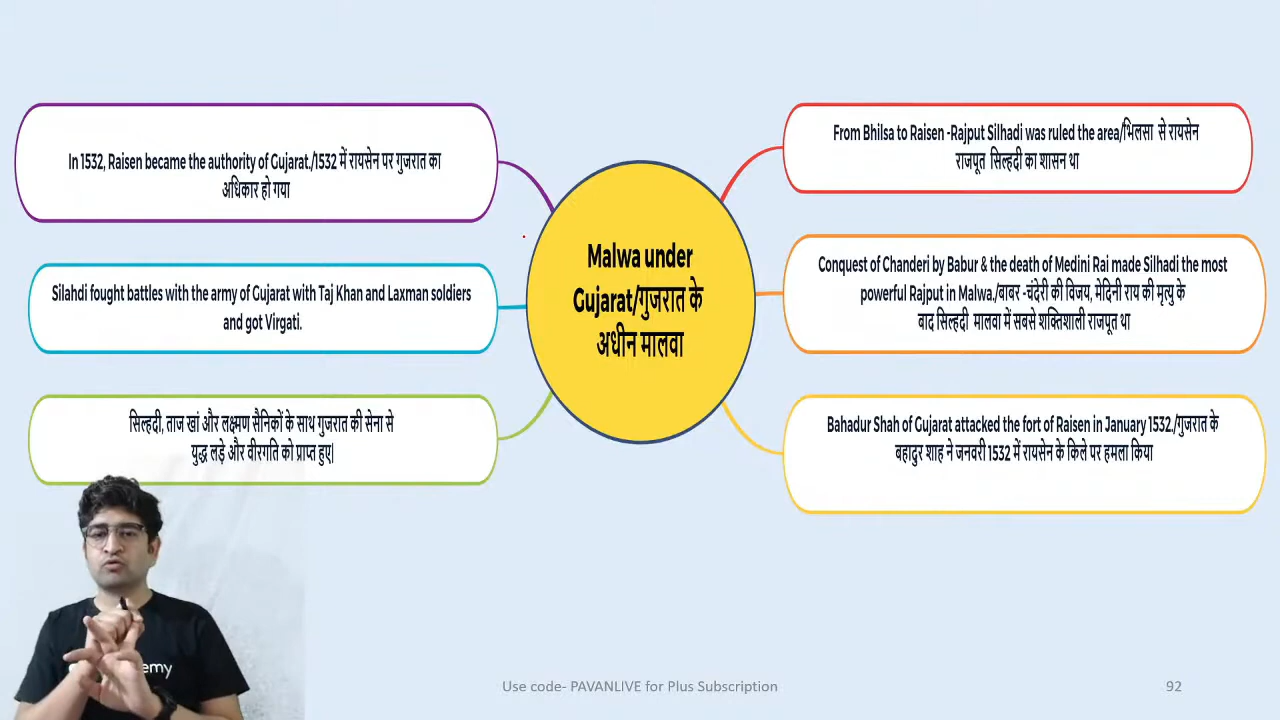 From Bhilsa to Raisen -Rajput Silhadi was ruled the area/भिलसा से रायसेन
राजपूत सिल्हदी का शासन था
Conquest of Chanderi by Babur & the death of Medini Rai made Silhadi the most
powerful Rajput in Malwa./बाबर -चंदेरी की विजय, मेदिनी राय की मृत्यु के
बाद सिल्हदी मालवा में सबसे शक्तिशाली राजपूत था
Bahadur Shah of Gujarat attacked the fort of Raisen in January 1532./गुजरात के
बहादुर शाह ने जनवरी 1532 में रायसेन के किले पर हमला किया
Malwa under
Gujarat/गुजरात के
अधीन मालवा
In 1532, Raisen became the authority of Gujarat./1532 में रायसेन पर गुजरात का
अधिकार हो गया
Silahdi fought battles with the army of Gujarat with Taj Khan and Laxman soldiers
and got Virgati.
सिल्हदी, ताज खां और लक्ष्मण सैनिकों के साथ गुजरात की सेना से
युद्ध लड़े और वीरगति को प्राप्त हुए|
emy
Use code- PAVANLIVE for Plus Subscription
92